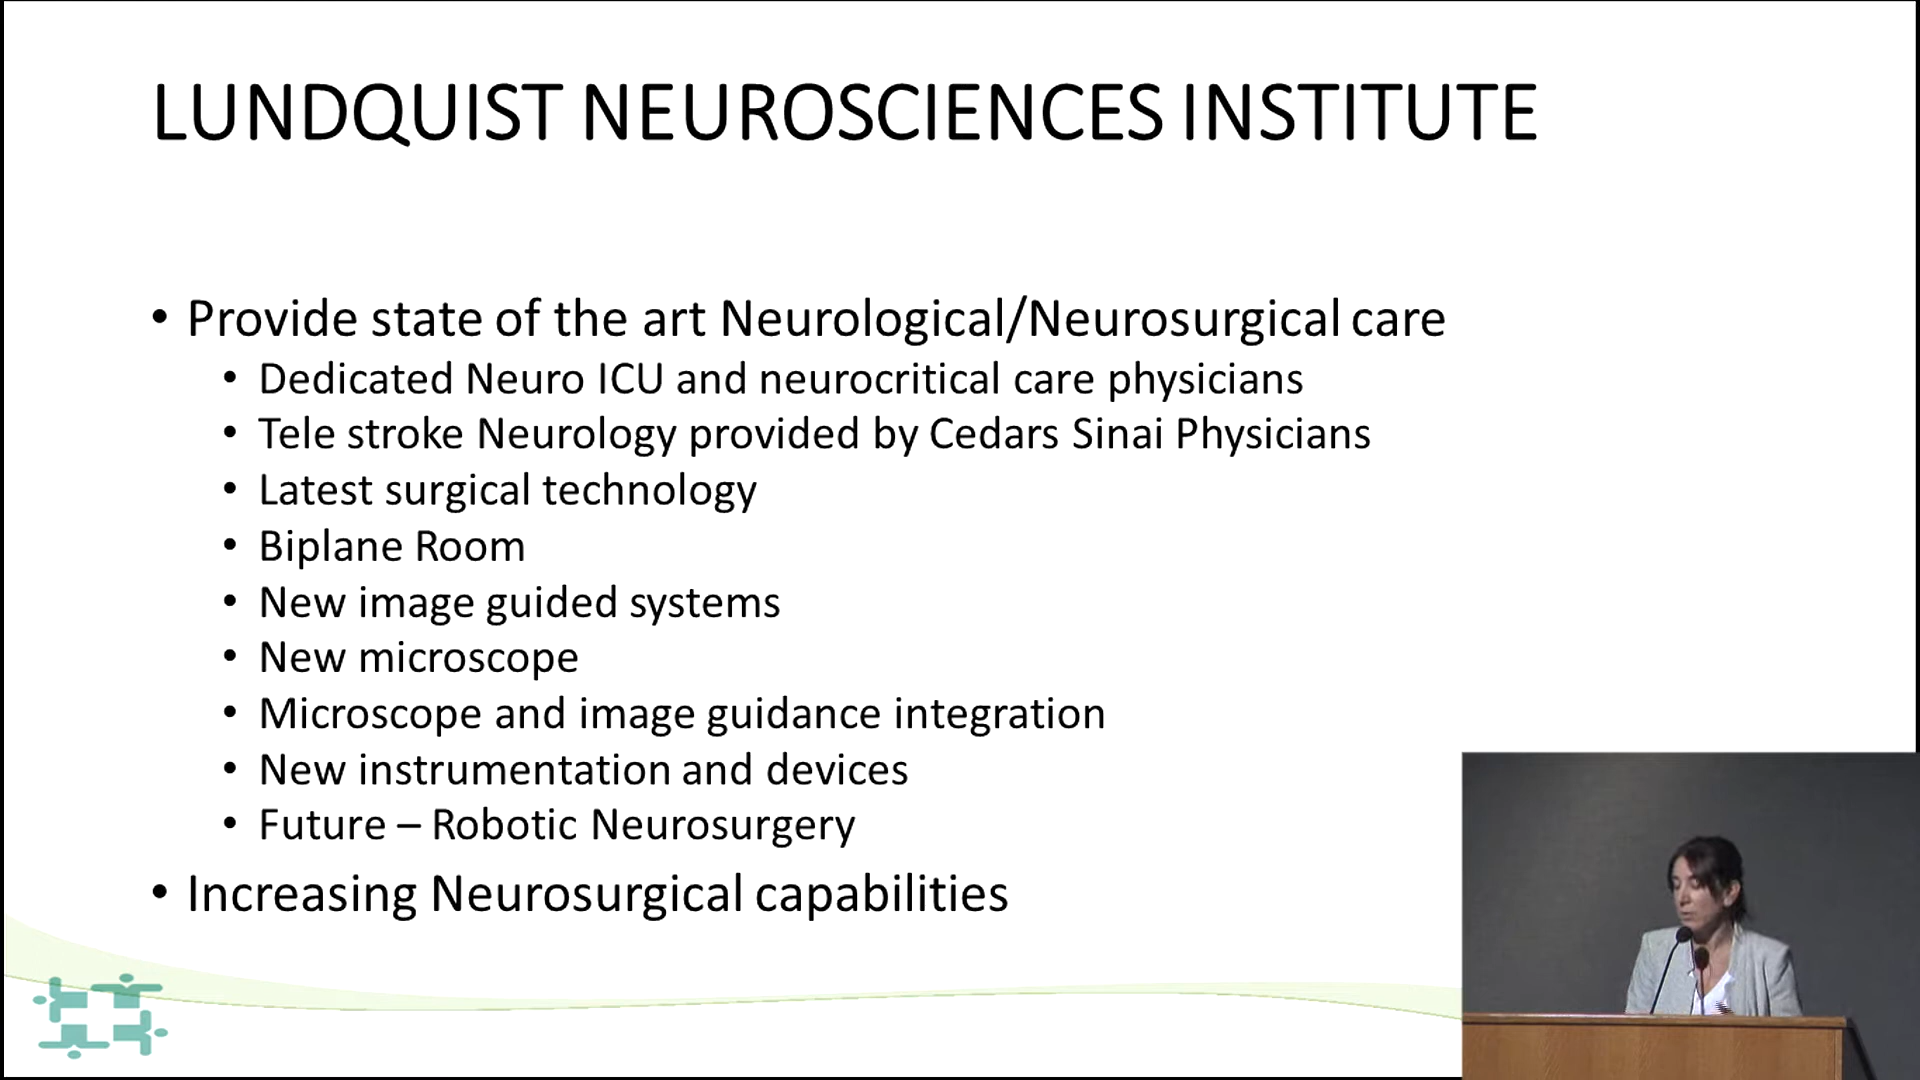 LUNDQUIST NEUROSCIENCES INSTITUTE
• Provide state of the art Neurological/Neurosurgical care
• Dedicated Neuro ICU and neurocritical care physicians
• Tele stroke Neurology provided by Cedars Sinai Physicians
• Latest surgical technology
• Biplane Room
• New image guided systems
• New microscope
• Microscope and image guidance integration
• New instrumentation and devices
• Future – Robotic Neurosurgery
• Increasing Neurosurgical capabilities